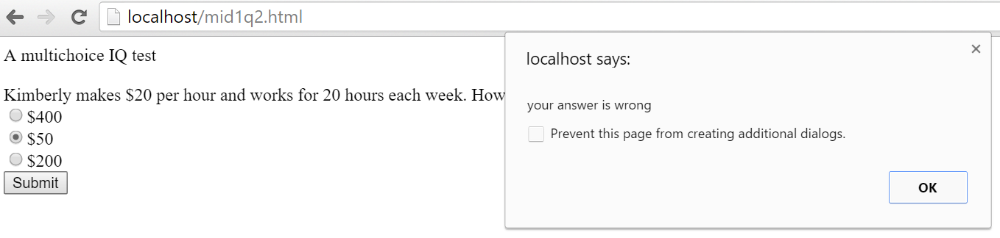 localhost/mid1q2.html
A multichoice IQ test
localhost says:
your answer is wrong
Prevent this page from creating additional dialogs.
OK
Kimberly makes $20 per hour and works for 20 hours each week. How
$400
$50
$200
Submit